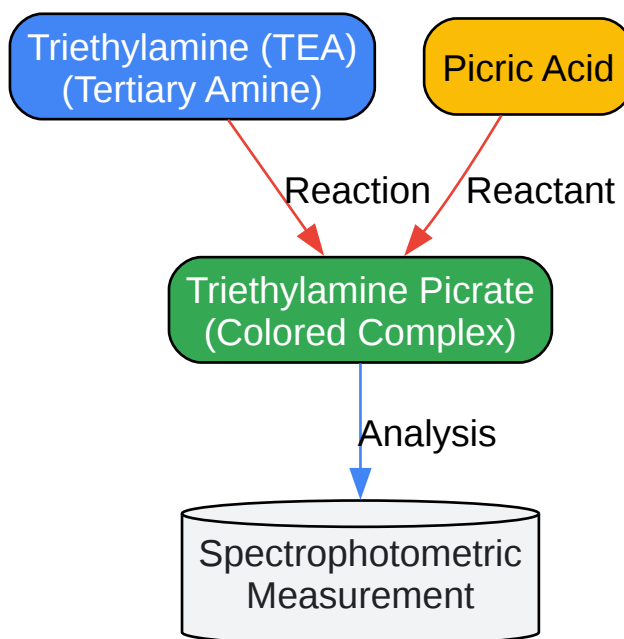 Triethylamine (TEA)
(Tertiary Amine)
Picric Acid
Reaction
Reactant
Triethylamine Picrate
(Colored Complex)
Analysis
Spectrophotometric
Measurement